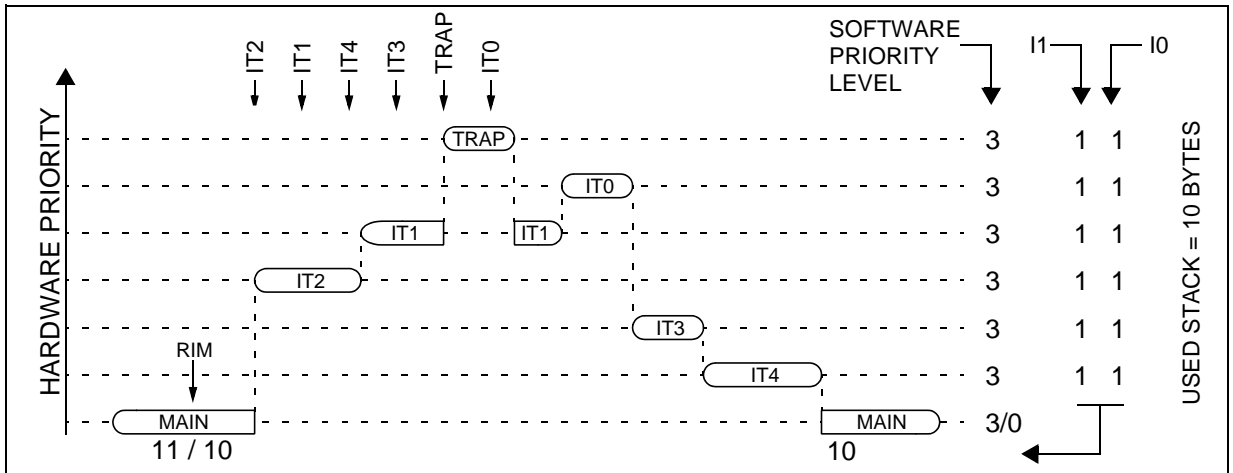 IT2
IT1
IT4
IT3
TRAP
IT0
SOFTWARE
PRIORITY
LEVEL
I1
I0
HARDWARE PRIORITY
TRAP
3
1 1
IT0
3
1 1
IT1
IT1
3
1 1
IT2
3
1 1
IT3
3
1 1
RIM
IT4
3
1 1
MAIN
MAIN
3/0
11 / 10
10
USED STACK = 10 BYTES